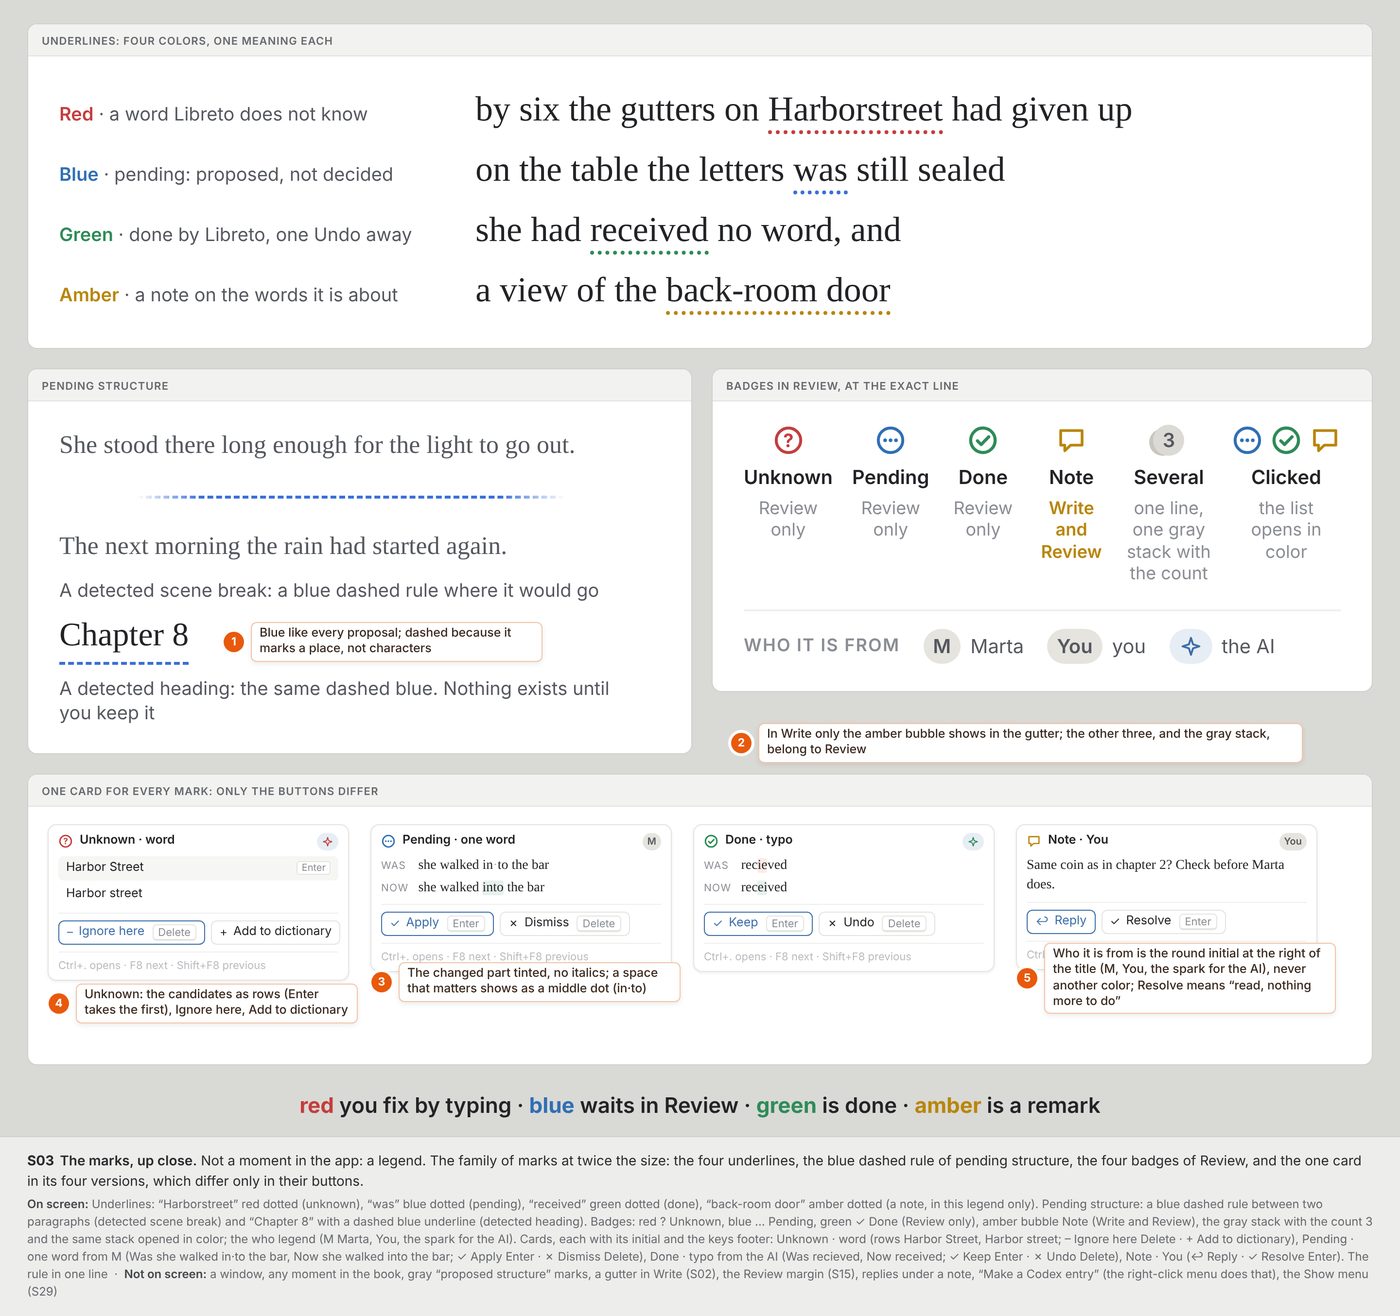 UNDERLINES: FOUR COLORS, ONE MEANING EACH
Red · a word Libreto does not know
by six the gutters on Harborstreet had given up
Blue · pending: proposed, not decided
on the table the letters was still sealed
Green · done by Libreto, one Undo away
she had received no word, and
Amber · a note on the words it is about
a view of the back-room door
PENDING STRUCTURE
She stood there long enough for the light to go out.
The next morning the rain had started again.
A detected scene break: a blue dashed rule where it would go
Chapter 8
1
Blue like every proposal; dashed because it
marks a place, not characters
A detected heading: the same dashed blue. Nothing exists until
you keep it
BADGES IN REVIEW, AT THE EXACT LINE
? 3
Unknown Pending Done Note Several Clicked
Review only
Review only
Review only
Write and Review
one line, one gray stack with the count
the list opens in color
WHO IT IS FROM M Marta You you the AI
2
In Write only the amber bubble shows in the gutter; the other three, and the gray stack,
belong to Review
ONE CARD FOR EVERY MARK: ONLY THE BUTTONS DIFFER
? Unknown · word
Harbor Street Enter
Harbor street
– Ignore here Delete + Add to dictionary
Ctrl+. opens · F8 next · Shift+F8 previous
4
Unknown: the candidates as rows (Enter
takes the first), Ignore here, Add to dictionary
Pending · one word M
WAS she walked in·to the bar
NOW she walked into the bar
✓ Apply Enter × Dismiss Delete
Ctrl+. opens · F8 next · Shift+F8 previous
3
The changed part tinted, no italics; a space
that matters shows as a middle dot (in·to)
Done · typo
WAS recieved
NOW received
✓ Keep Enter × Undo Delete
Ctrl+. opens · F8 next · Shift+F8 previous
Note · You You
Same coin as in chapter 2? Check before Marta
does.
↩ Reply ✓ Resolve Enter
5
Who it is from is the round initial at the right of
the title (M, You, the spark for the AI), never
another color; Resolve means “read, nothing
more to do”
red you fix by typing · blue waits in Review · green is done · amber is a remark
S03 The marks, up close. Not a moment in the app: a legend. The family of marks at twice the size: the four underlines, the blue dashed rule of pending structure, the four badges of Review, and the one card
in its four versions, which differ only in their buttons.
On screen: Underlines: “Harborstreet” red dotted (unknown), “was” blue dotted (pending), “received” green dotted (done), “back-room door” amber dotted (a note, in this legend only). Pending structure: a blue dashed rule between two
paragraphs (detected scene break) and “Chapter 8” with a dashed blue underline (detected heading). Badges: red ? Unknown, blue … Pending, green ✓ Done (Review only), amber bubble Note (Write and Review), the gray stack with the count 3
and the same stack opened in color; the who legend (M Marta, You, the spark for the AI). Cards, each with its initial and the keys footer: Unknown · word (rows Harbor Street, Harbor street; – Ignore here Delete · + Add to dictionary), Pending ·
one word from M (Was she walked in·to the bar, Now she walked into the bar; ✓ Apply Enter · × Dismiss Delete), Done · typo from the AI (Was recieved, Now received; ✓ Keep Enter · × Undo Delete), Note · You (↩ Reply · ✓ Resolve Enter). The
rule in one line · Not on screen: a window, any moment in the book, gray “proposed structure” marks, a gutter in Write (S02), the Review margin (S15), replies under a note, “Make a Codex entry” (the right-click menu does that), the Show menu
(S29)